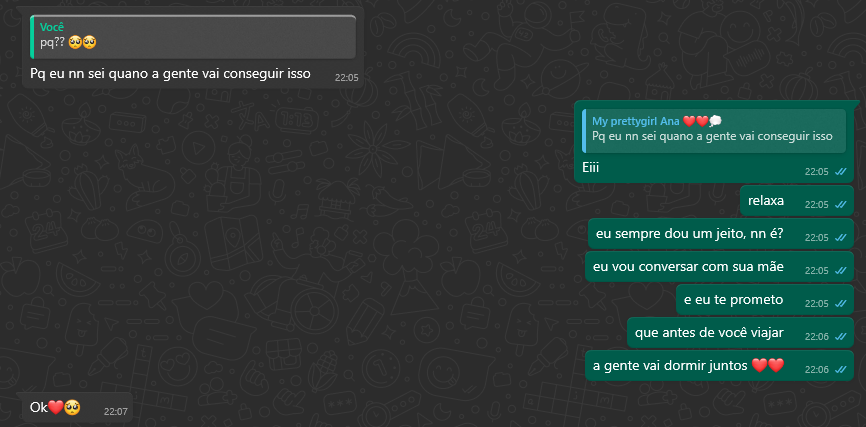 Você
pq?? 🥺🥺
Pq eu nn sei quano a gente vai conseguir isso
22:05
My prettygirl Ana ❤️❤️💭
Pq eu nn sei quano a gente vai conseguir isso
Eiii
22:05
relaxa
22:05
eu sempre dou um jeito, nn é?
22:05
eu vou conversar com sua mãe
22:05
e eu te prometo
22:05
que antes de você viajar
22:06
a gente vai dormir juntos ❤️❤️
22:06
Ok❤️🥺
22:07